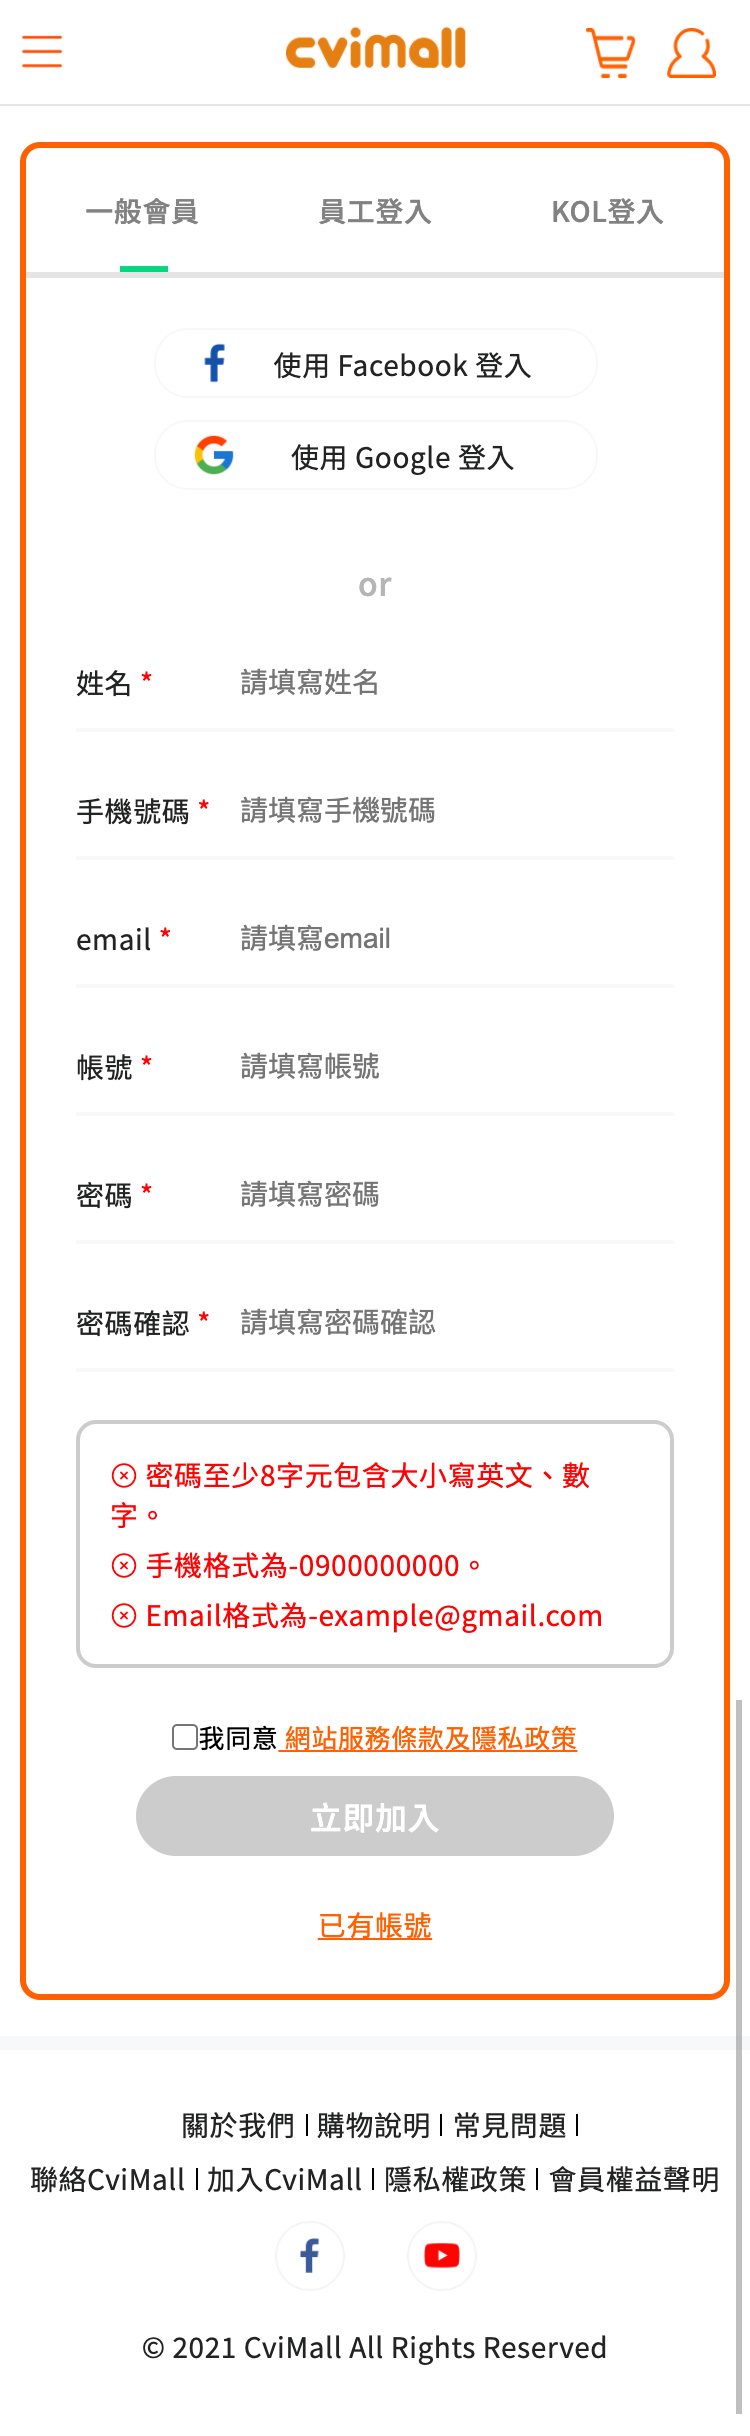 cvimall
一般會員 員工登入 KOL登入
使用 Facebook 登入
使用 Google 登入
or
姓名 * 請填寫姓名
手機號碼 * 請填寫手機號碼
email * 請填寫email
帳號 * 請填寫帳號
密碼 * 請填寫密碼
密碼確認 * 請填寫密碼確認
密碼至少8字元包含大小寫英文、數
字。
手機格式為-0900000000。
Email格式為-example@gmail.com
我同意 網站服務條款及隱私政策
立即加入
已有帳號
關於我們 | 購物說明 | 常見問題 |
聯絡CviMall | 加入CviMall | 隱私權政策 | 會員權益聲明
© 2021 CviMall All Rights Reserved